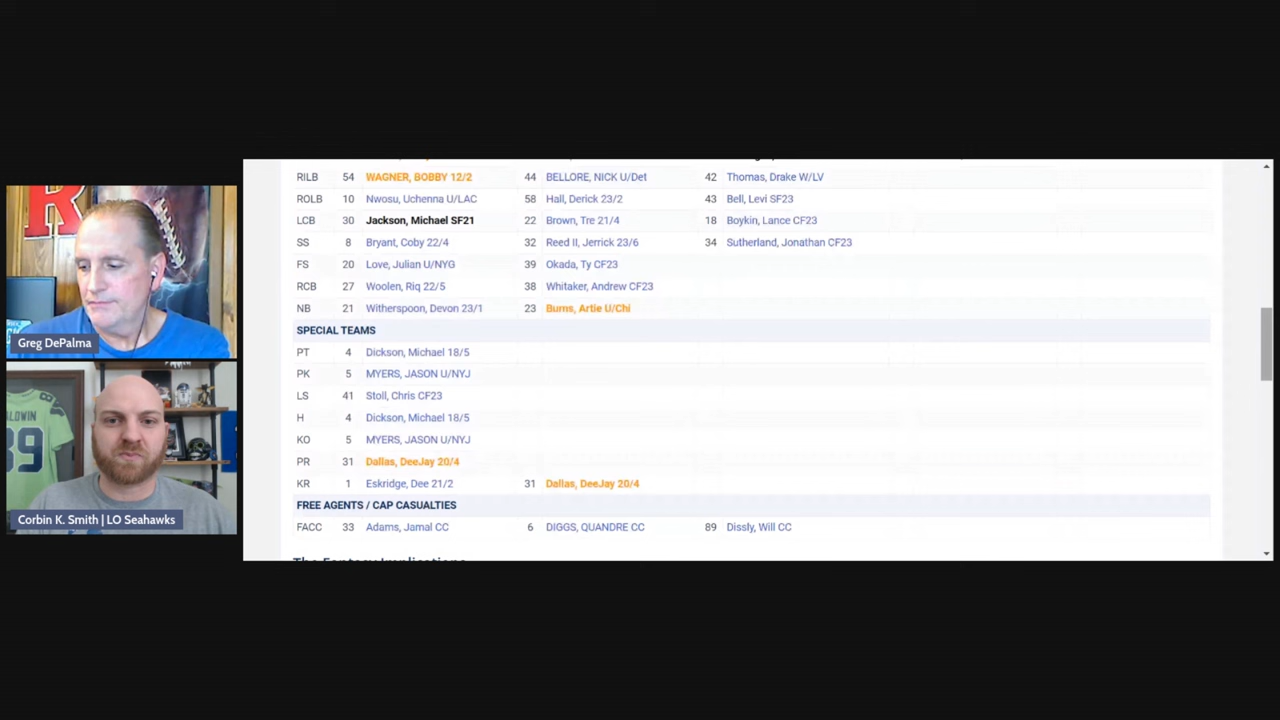 RILB 54 WAGNER, BOBBY 12/2 44 BELLORE, NICK U/Det 42 Thomas, Drake W/LV
ROLB 10 Nwosu, Uchenna U/LAC 58 Hall, Derick 23/2 43 Bell, Levi SF23
LCB 30 Jackson, Michael SF21 22 Brown, Tre 21/4 18 Boykin, Lance CF23
SS 8 Bryant, Coby 22/4 32 Reed II, Jerrick 23/6 34 Sutherland, Jonathan CF23
FS 20 Love, Julian U/NYG 39 Okada, Ty CF23
RCB 27 Woolen, Riq 22/5 38 Whitaker, Andrew CF23
NB 21 Witherspoon, Devon 23/1 23 Burns, Artie U/Chi
SPECIAL TEAMS
PT 4 Dickson, Michael 18/5
PK 5 MYERS, JASON U/NYJ
LS 41 Stoll, Chris CF23
H 4 Dickson, Michael 18/5
KO 5 MYERS, JASON U/NYJ
PR 31 Dallas, DeeJay 20/4
KR 1 Eskridge, Dee 21/2 31 Dallas, DeeJay 20/4
FREE AGENTS / CAP CASUALTIES
FACC 33 Adams, Jamal CC 6 DIGGS, QUANDRE CC 89 Dissly, Will CC
The Fantasy Implications
R
Greg DePalma
ALDWIN
89
Corbin K. Smith | LO Seahawks